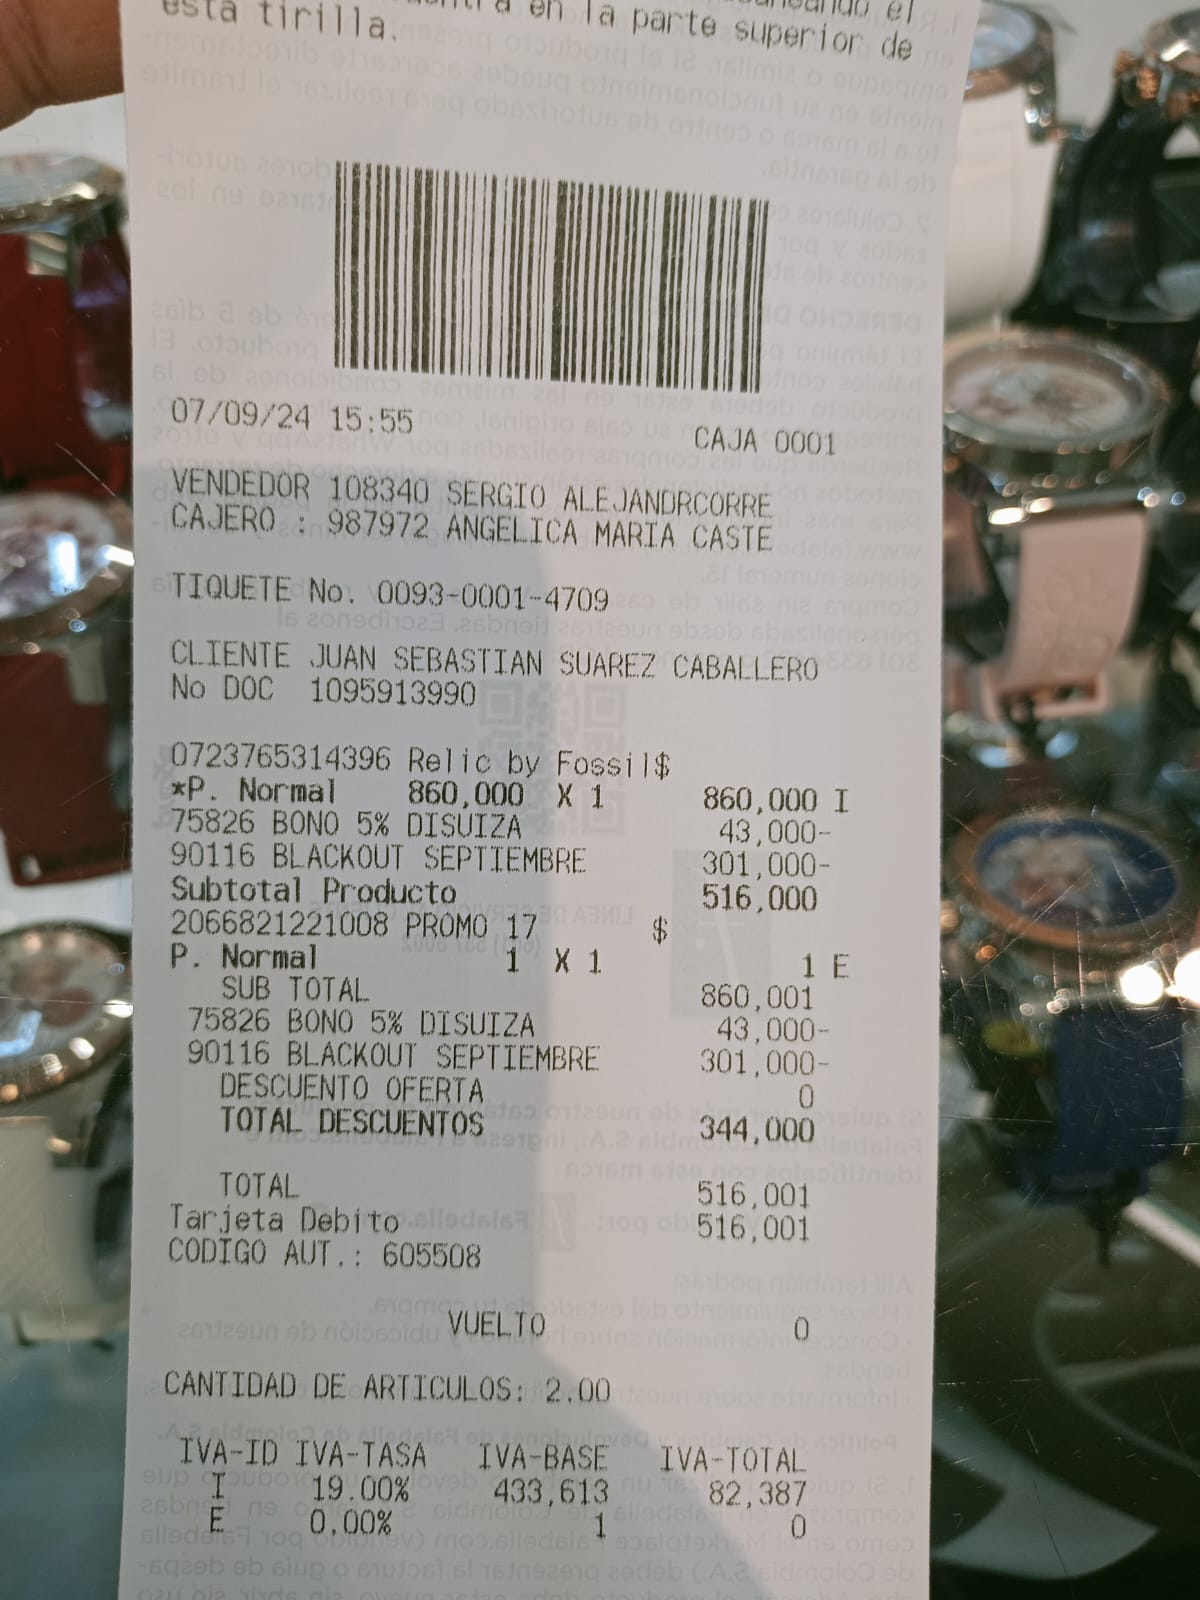 en la parte superior de
esta tirilla.
07/09/24 15:55
CAJA 0001
VENDEDOR 108340 SERGIO ALEJANDRCORRE
CAJERO : 987972 ANGELICA MARIA CASTE
TIQUETE No. 0093-0001-4709
CLIENTE JUAN SEBASTIAN SUAREZ CABALLERO
No DOC 1095913990
0723765314396 Relic by Fossil$
*P. Normal 860,000 X 1 860,000 I
75826 BONO 5% DISUIZA 43,000-
90116 BLACKOUT SEPTIEMBRE 301,000-
Subtotal Producto 516,000
2066821221008 PROMO 17 $
P. Normal 1 X 1 1 E
SUB TOTAL 860,001
75826 BONO 5% DISUIZA 43,000-
90116 BLACKOUT SEPTIEMBRE 301,000-
DESCUENTO OFERTA 0
TOTAL DESCUENTOS 344,000
TOTAL 516,001
Tarjeta Debito 516,001
CODIGO AUT.: 605508
VUELTO 0
CANTIDAD DE ARTICULOS: 2.00
IVA-ID IVA-TASA IVA-BASE IVA-TOTAL
I 19.00% 433,613 82,387
E 0.00% 1 0